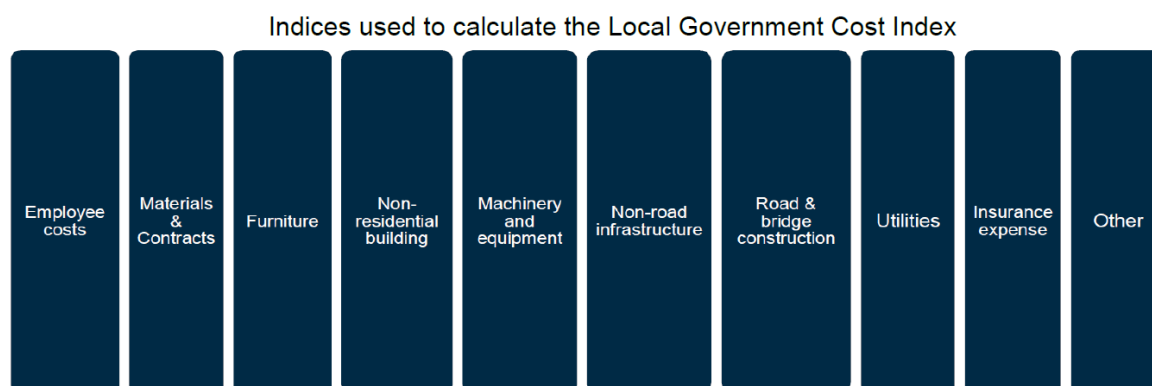 Indices used to calculate the Local Government Cost Index
Employee
costs
Materials
&
Contracts
Furniture
Non-
residential
building
Machinery
and
equipment
Non-road
infrastructure
Road &
bridge
construction
Utilities
Insurance
expense
Other